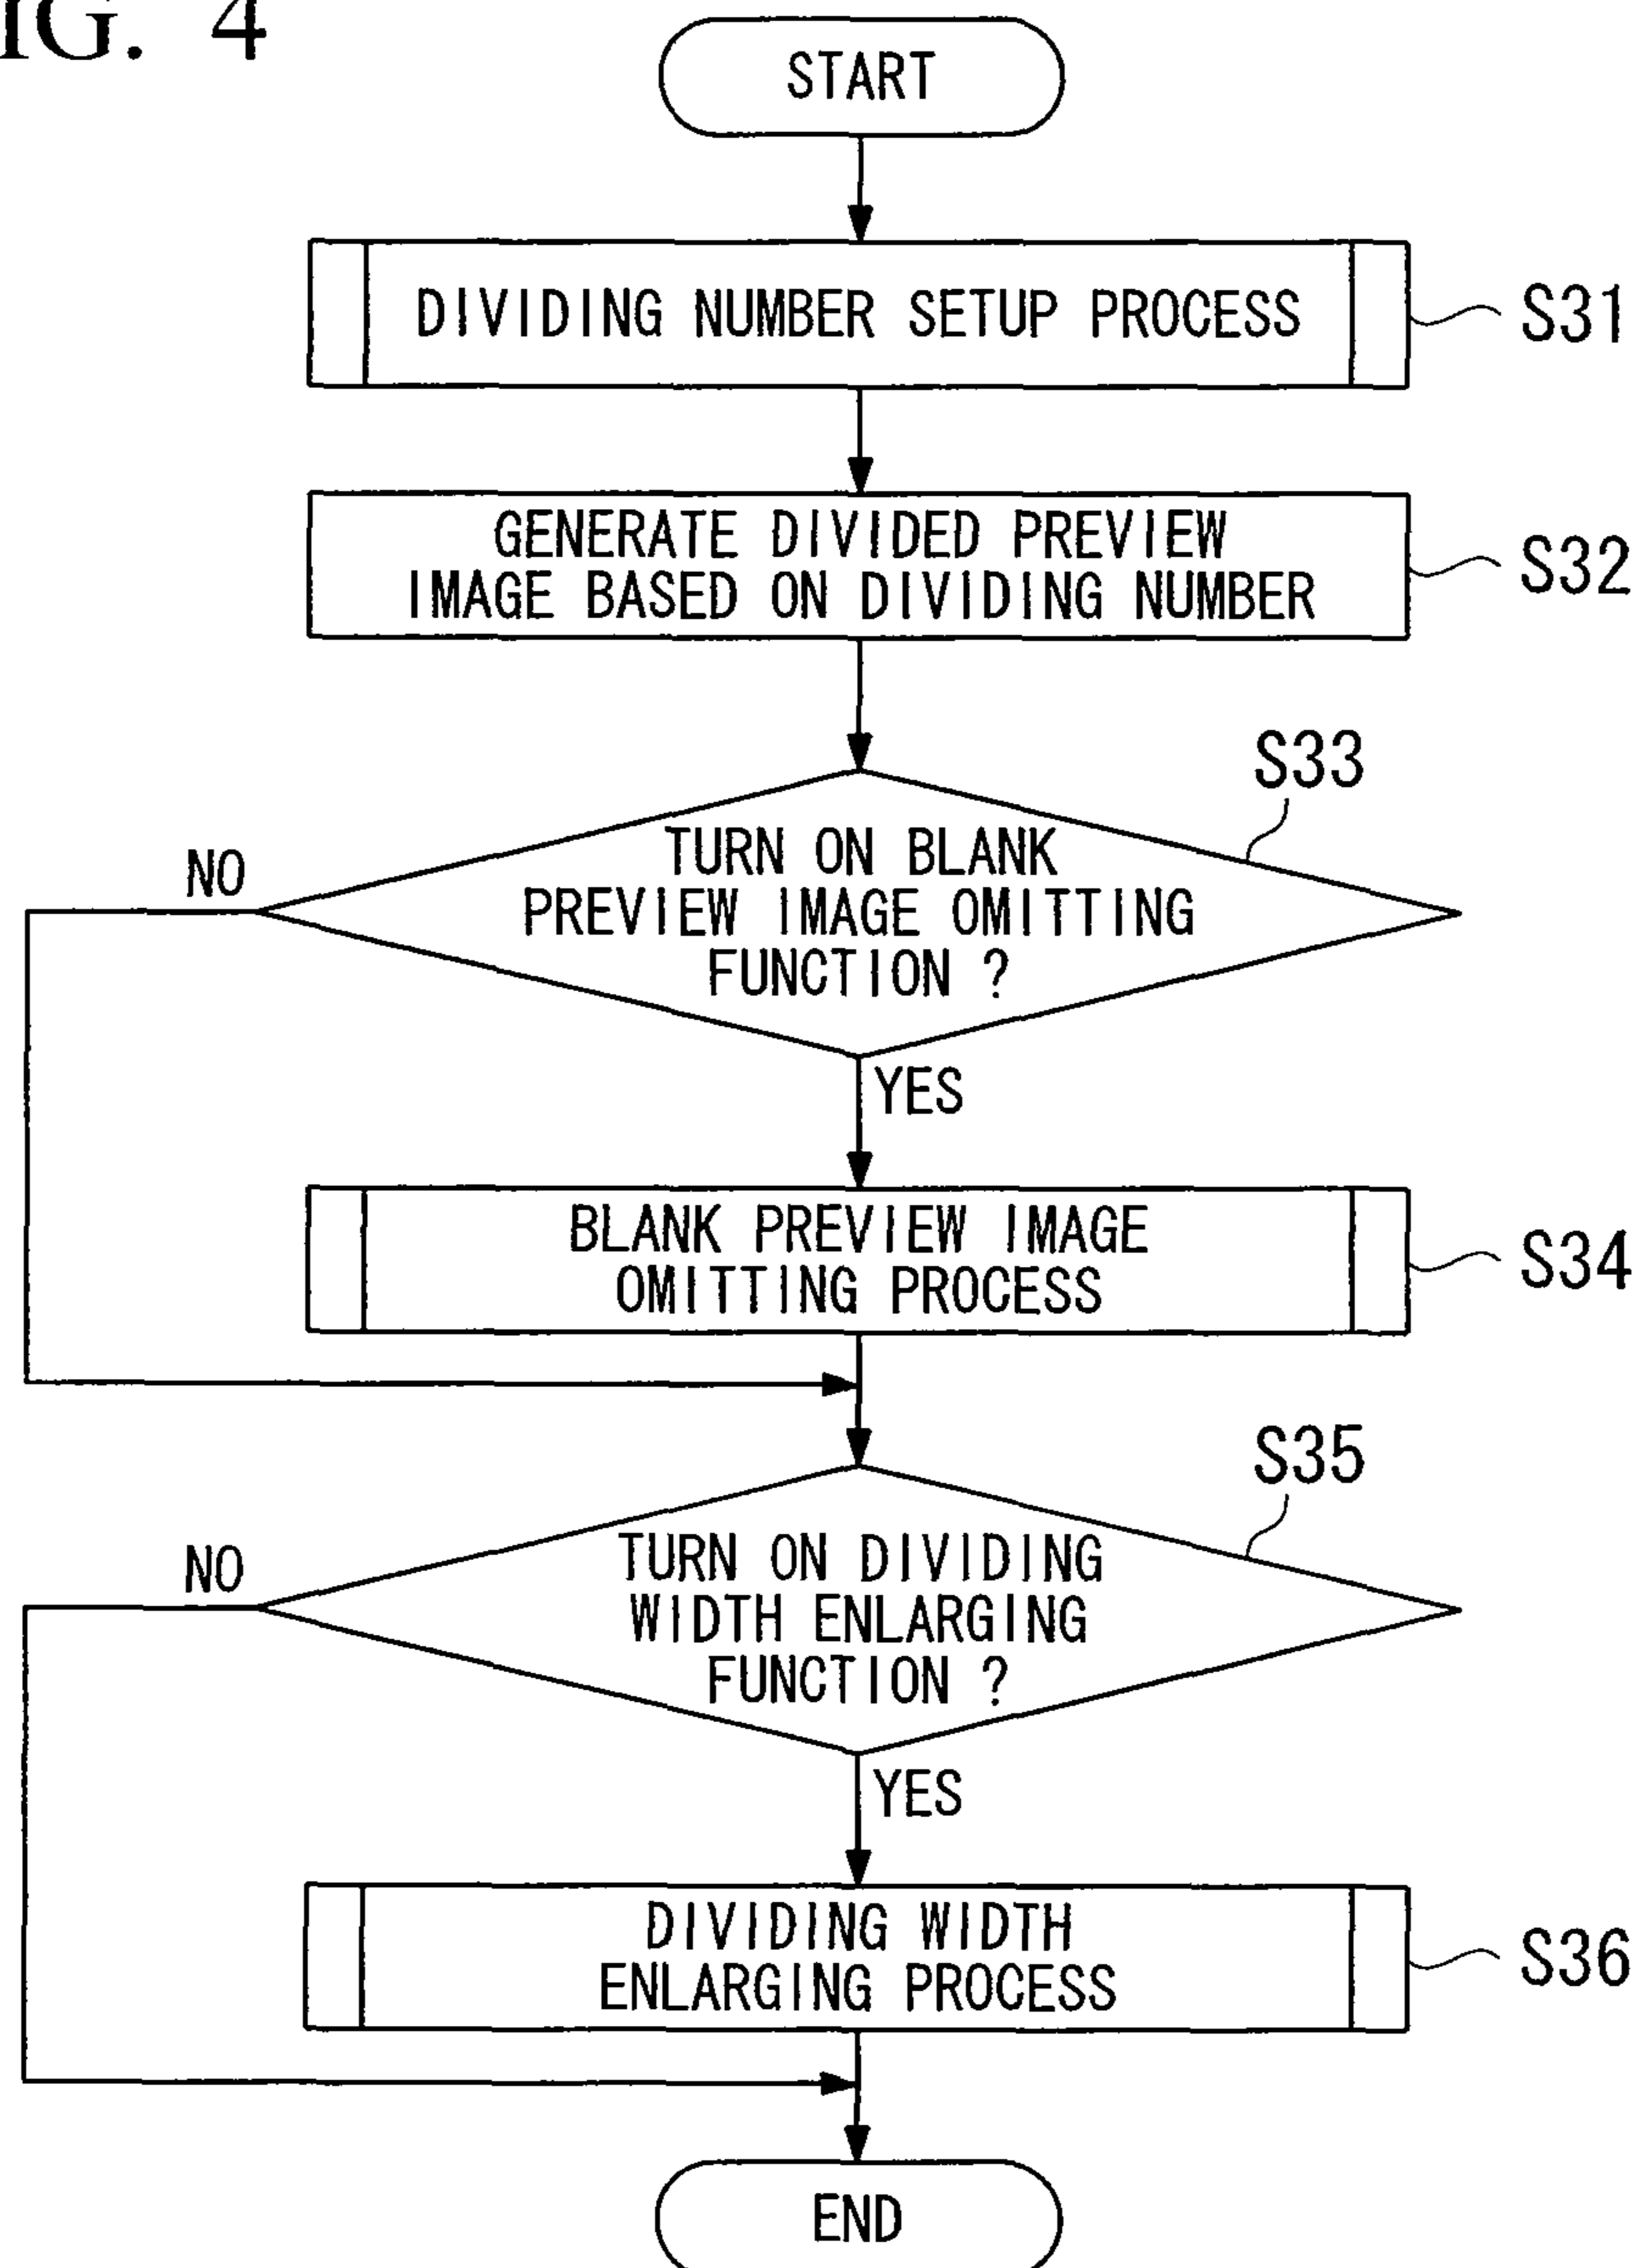 IG. 4
START
DIVIDING NUMBER SETUP PROCESS
S31
GENERATE DIVIDED PREVIEW
IMAGE BASED ON DIVIDING NUMBER
S32
S33
TURN ON BLANK
PREVIEW IMAGE OMITTING
FUNCTION ?
NO
YES
BLANK PREVIEW IMAGE
OMITTING PROCESS
S34
S35
TURN ON DIVIDING
WIDTH ENLARGING
FUNCTION ?
NO
YES
DIVIDING WIDTH
ENLARGING PROCESS
S36
END